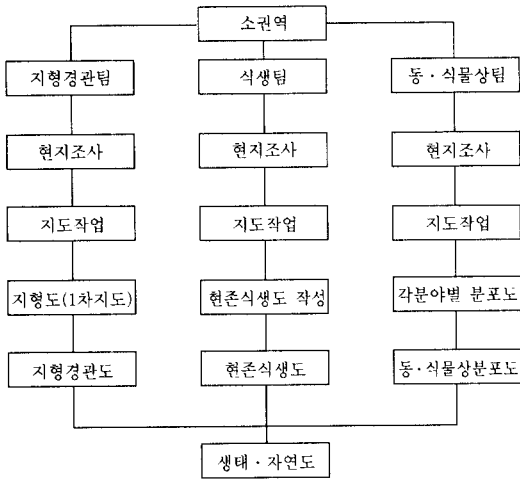 소권역
지형경관팀
식생팀
동·식물상팀
현지조사
현지조사
현지조사
지도작업
지도작업
지도작업
지형도(1차지도)
현존식생도 작성
각분야별 분포도
지형경관도
현존식생도
동·식물상분포도
생태·자연도